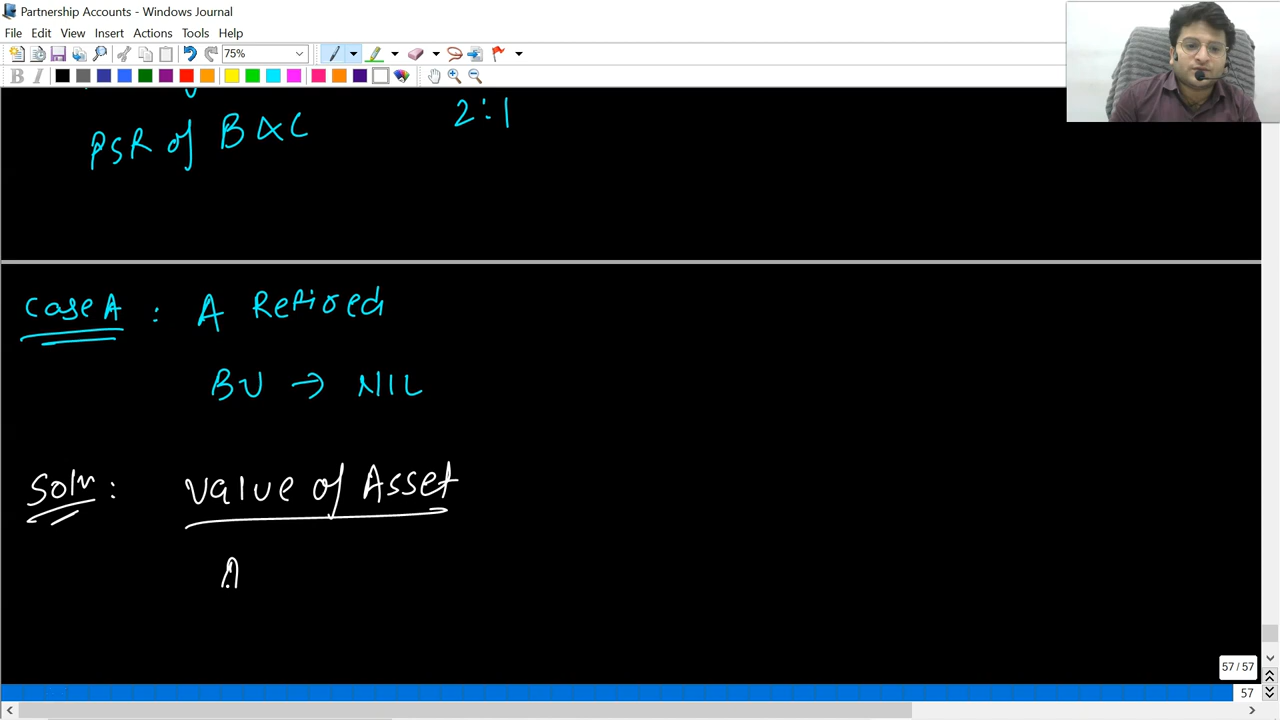 Partnership Accounts - Windows Journal
File Edit View Insert Actions Tools Help
75%
B I
PSR of B & C 2:1
Case A : A Retired
BV → NIL
Soln : Value of Asset
A
57 / 57
57